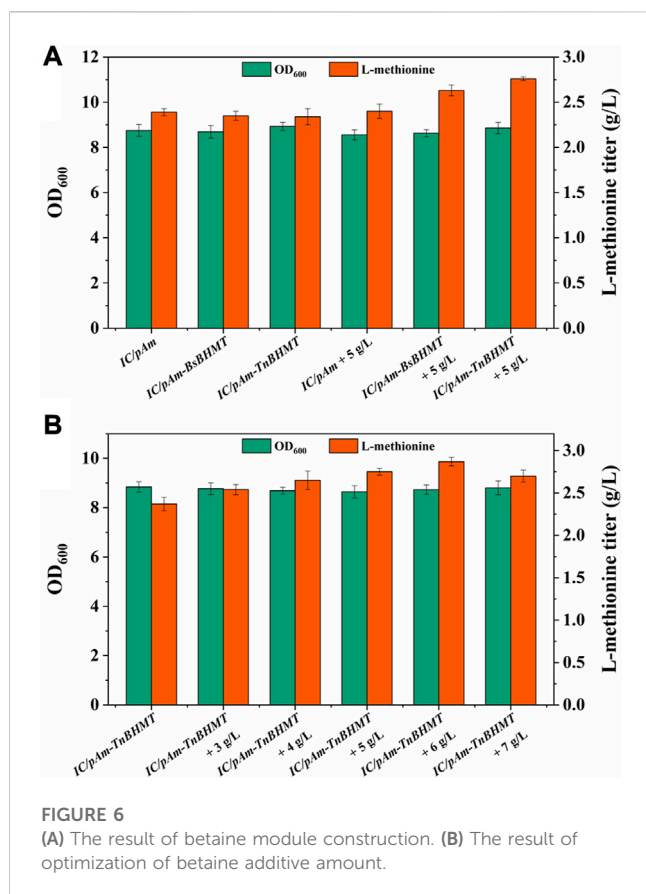 A
OD600
L-methionine
12
10
8
6
4
2
0
OD600
3.0
2.5
2.0
1.5
1.0
0.5
0.0
L-methionine titer (g/L)
IC/pAm
IC/pAm-BsBHMT
IC/pAm-TnBHMT
IC/pAm + 5 g/L
IC/pAm-BsBHMT
+ 5 g/L
IC/pAm-TnBHMT
+ 5 g/L
B
OD600
L-methionine
10
8
6
4
2
0
OD600
3.0
2.5
2.0
1.5
1.0
0.5
0.0
L-methionine titer (g/L)
IC/pAm-TnBHMT
IC/pAm-TnBHMT
+ 3 g/L
IC/pAm-TnBHMT
+ 4 g/L
IC/pAm-TnBHMT
+ 5 g/L
IC/pAm-TnBHMT
+ 6 g/L
IC/pAm-TnBHMT
+ 7 g/L
FIGURE 6
(A) The result of betaine module construction. (B) The result of
optimization of betaine additive amount.